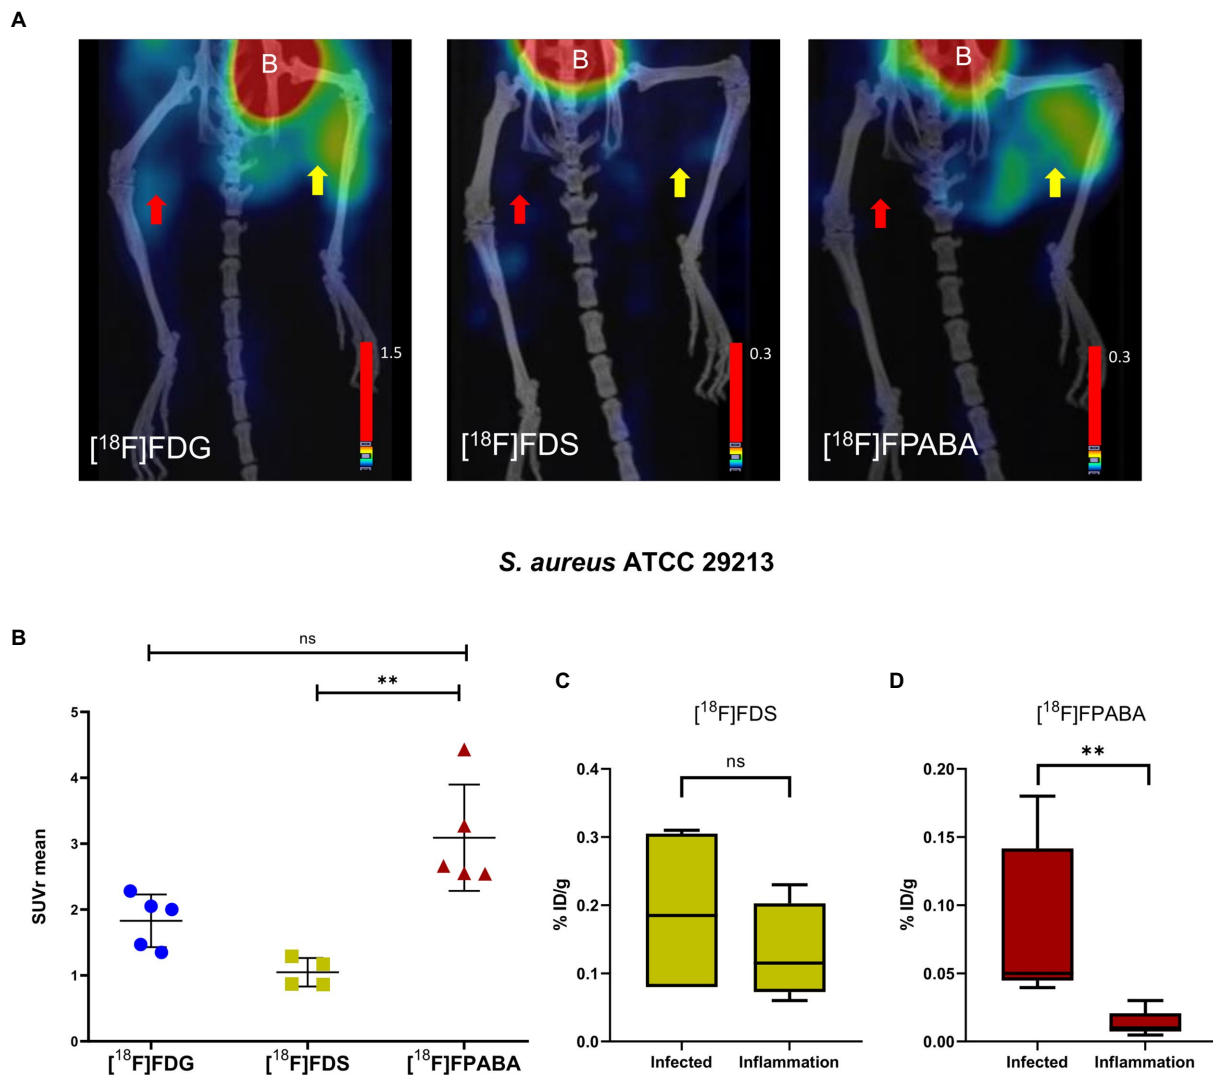 A
B
B
B
1.5
0.3
0.3
[¹⁸F]FDG
[¹⁸F]FDS
[¹⁸F]FPABA
S. aureus ATCC 29213
B
ns
**
SUVr mean
5
4
3
2
1
0
[¹⁸F]FDG
[¹⁸F]FDS
[¹⁸F]FPABA
C
[¹⁸F]FDS
ns
% ID/g
0.4
0.3
0.2
0.1
0.0
Infected
Inflammation
D
[¹⁸F]FPABA
**
% ID/g
0.20
0.15
0.10
0.05
0.00
Infected
Inflammation